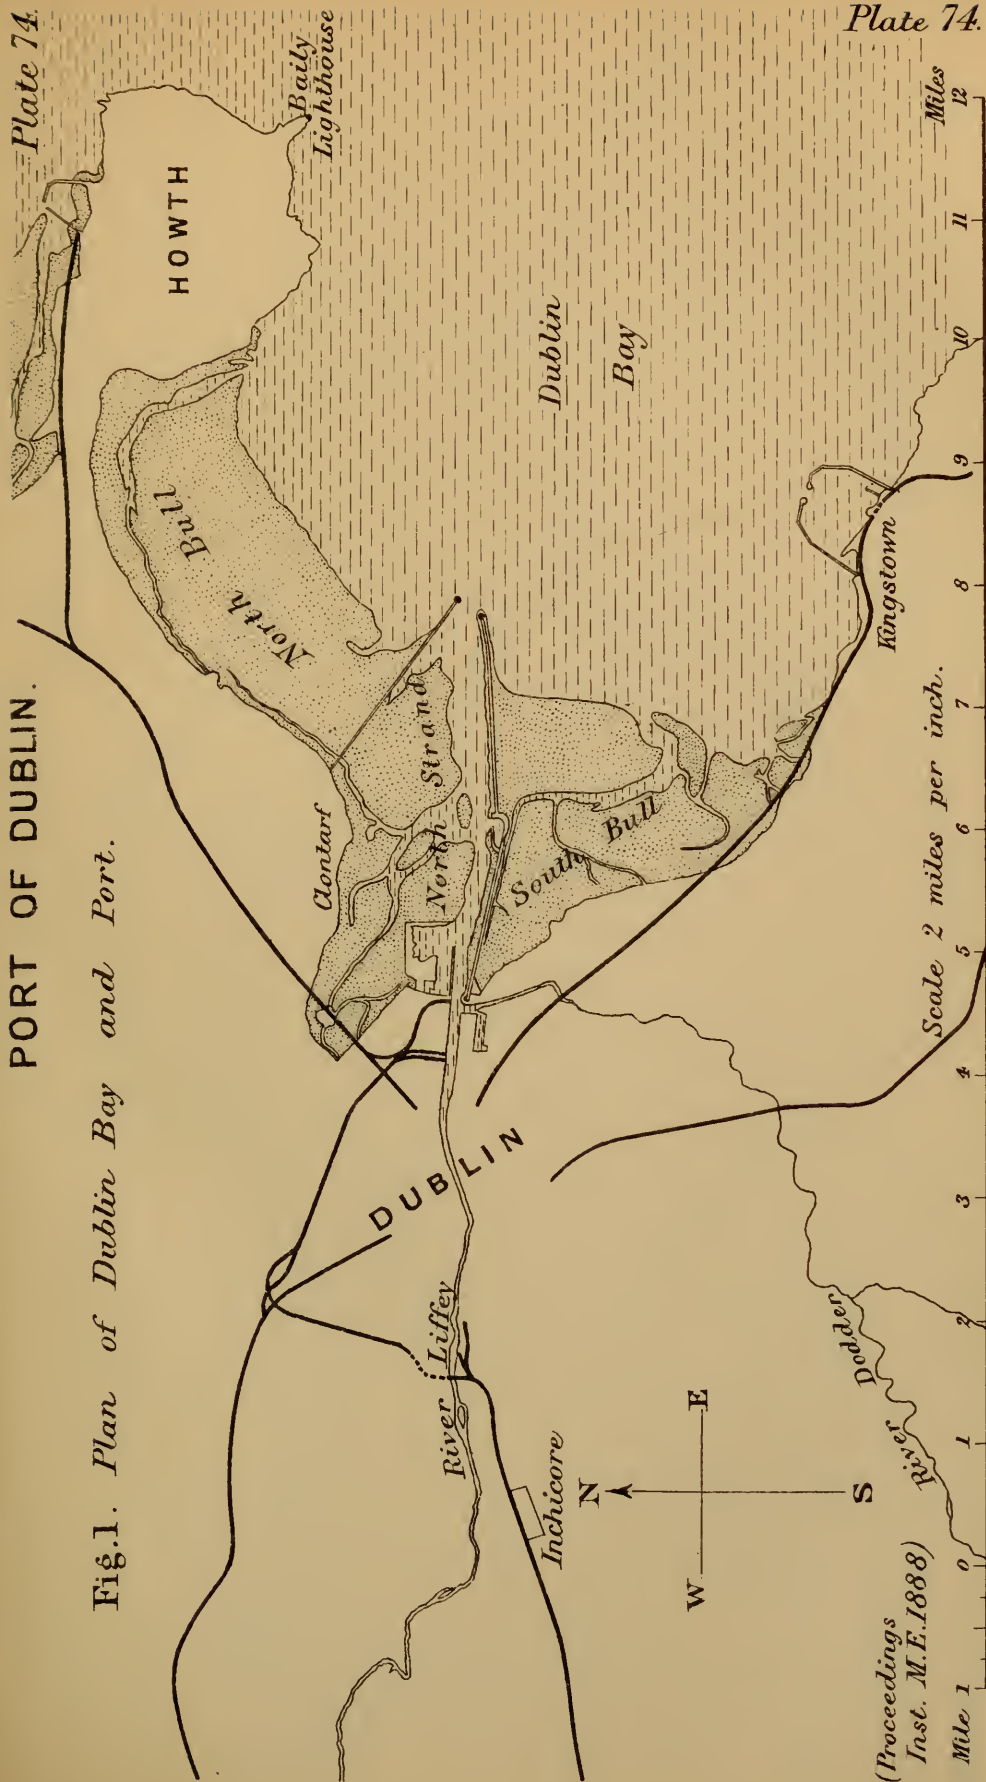 Plate 74.
PORT OF DUBLIN.
Plate 74.
Fig.1. Plan of Dublin Bay and Port.
HOWTH
Baily
Lighthouse
North Bull
Dublin
Bay
Clontarf
North Strand
South Bull
Kingstown
DUBLIN
River Liffey
Inchicore
N
W
E
S
River Dodder
Scale 2 miles per inch.
(Proceedings
Inst. M.E. 1888)
Mile 1 0 1 2 3 4 5 6 7 8 9 10 11 12 Miles